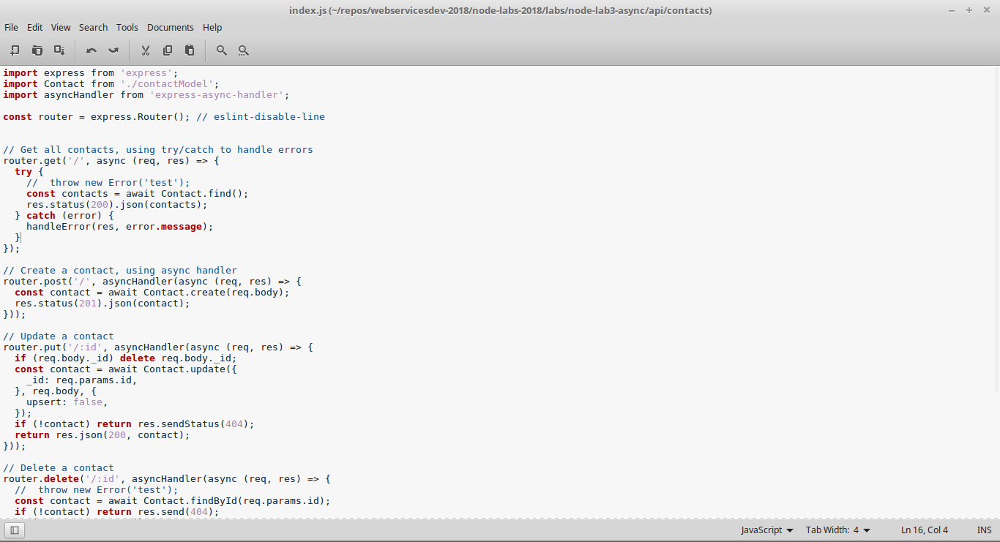 index.js (~/repos/webservicesdev-2018/node-labs-2018/labs/node-lab3-async/api/contacts)
File Edit View Search Tools Documents Help
import express from 'express';
import Contact from './contactModel';
import asyncHandler from 'express-async-handler';

const router = express.Router(); // eslint-disable-line


// Get all contacts, using try/catch to handle errors
router.get('/', async (req, res) => {
  try {
    //  throw new Error('test');
    const contacts = await Contact.find();
    res.status(200).json(contacts);
  } catch (error) {
    handleError(res, error.message);
  }
});

// Create a contact, using async handler
router.post('/', asyncHandler(async (req, res) => {
  const contact = await Contact.create(req.body);
  res.status(201).json(contact);
}));

// Update a contact
router.put('/:id', asyncHandler(async (req, res) => {
  if (req.body._id) delete req.body._id;
  const contact = await Contact.update({
    _id: req.params.id,
  }, req.body, {
    upsert: false,
  });
  if (!contact) return res.sendStatus(404);
  return res.json(200, contact);
}));

// Delete a contact
router.delete('/:id', asyncHandler(async (req, res) => {
  //  throw new Error('test');
  const contact = await Contact.findById(req.params.id);
  if (!contact) return res.send(404);
JavaScript Tab Width: 4 Ln 16, Col 4 INS